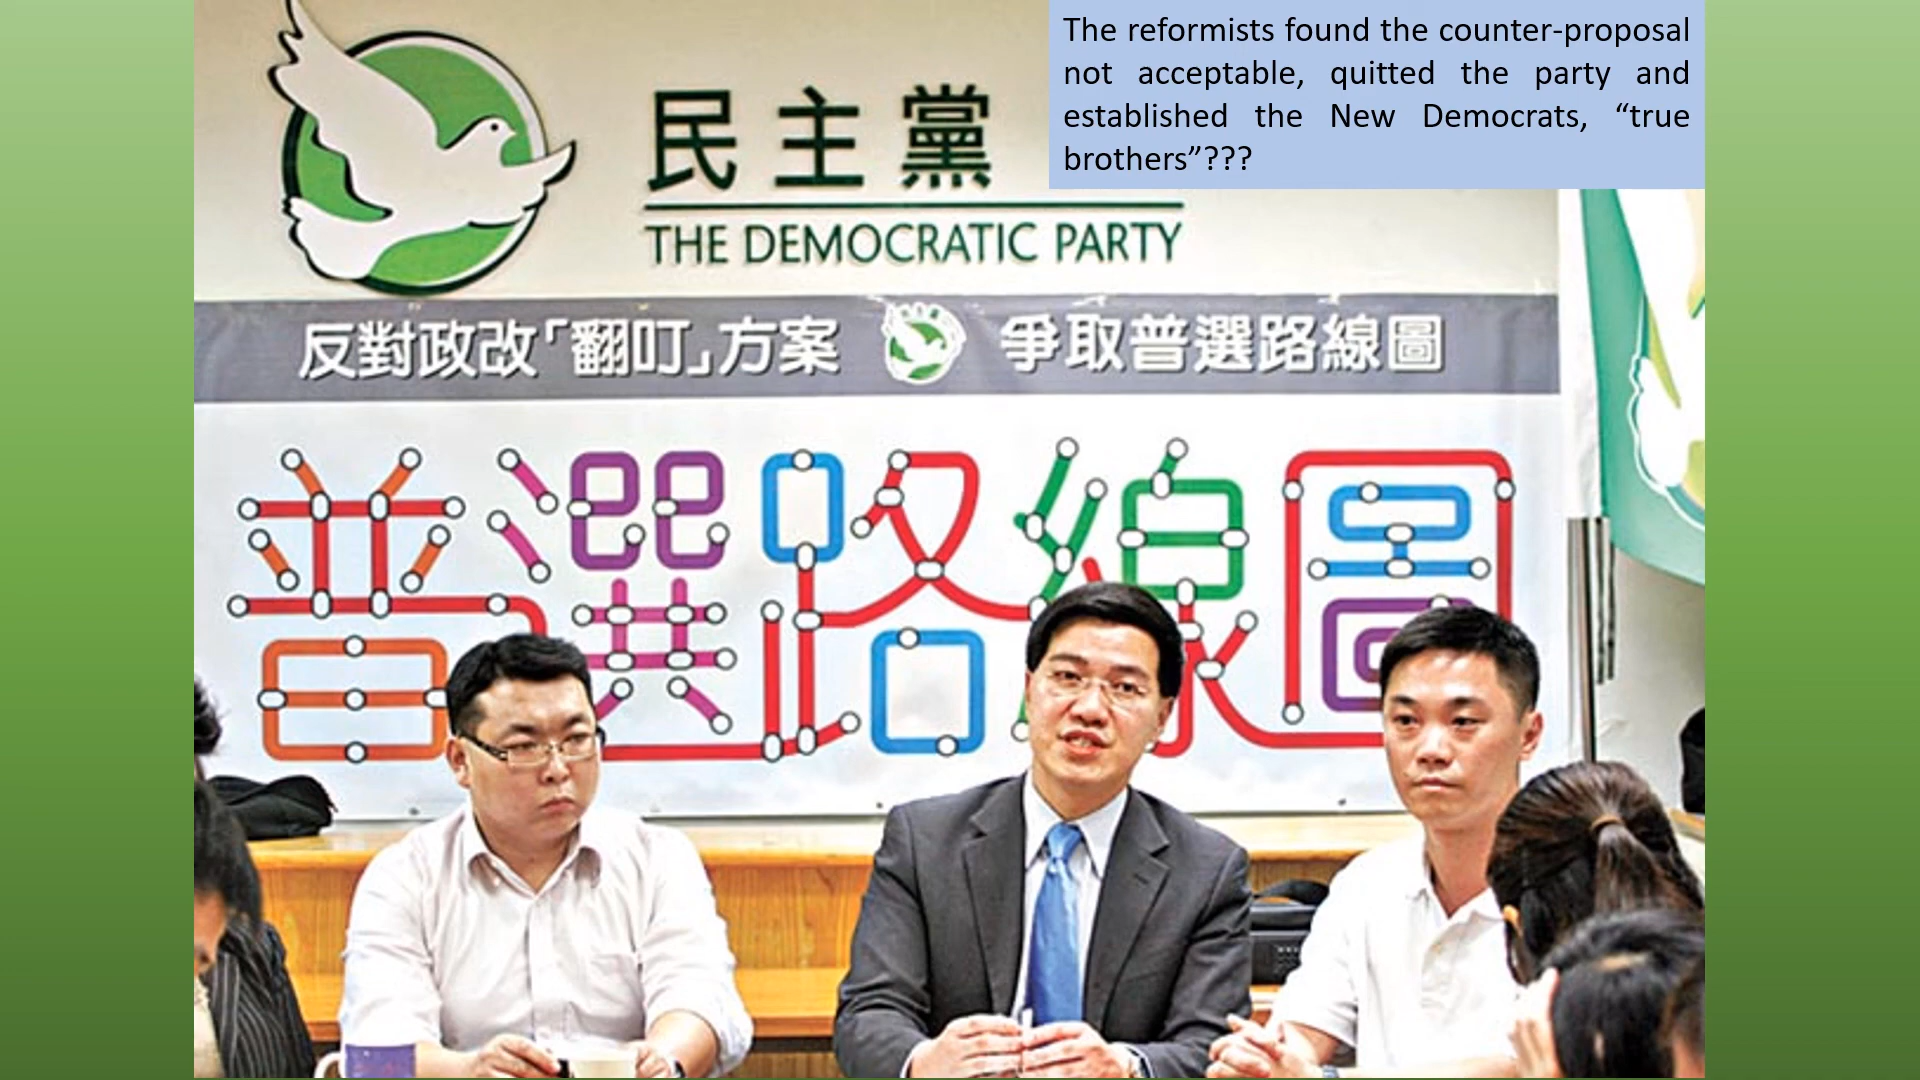 The reformists found the counter-proposal
not acceptable, quitted the party and
established the New Democrats, “true
brothers”???
民主黨
THE DEMOCRATIC PARTY
反對政改「翻叮」方案 爭取普選路線圖
普選路線圖